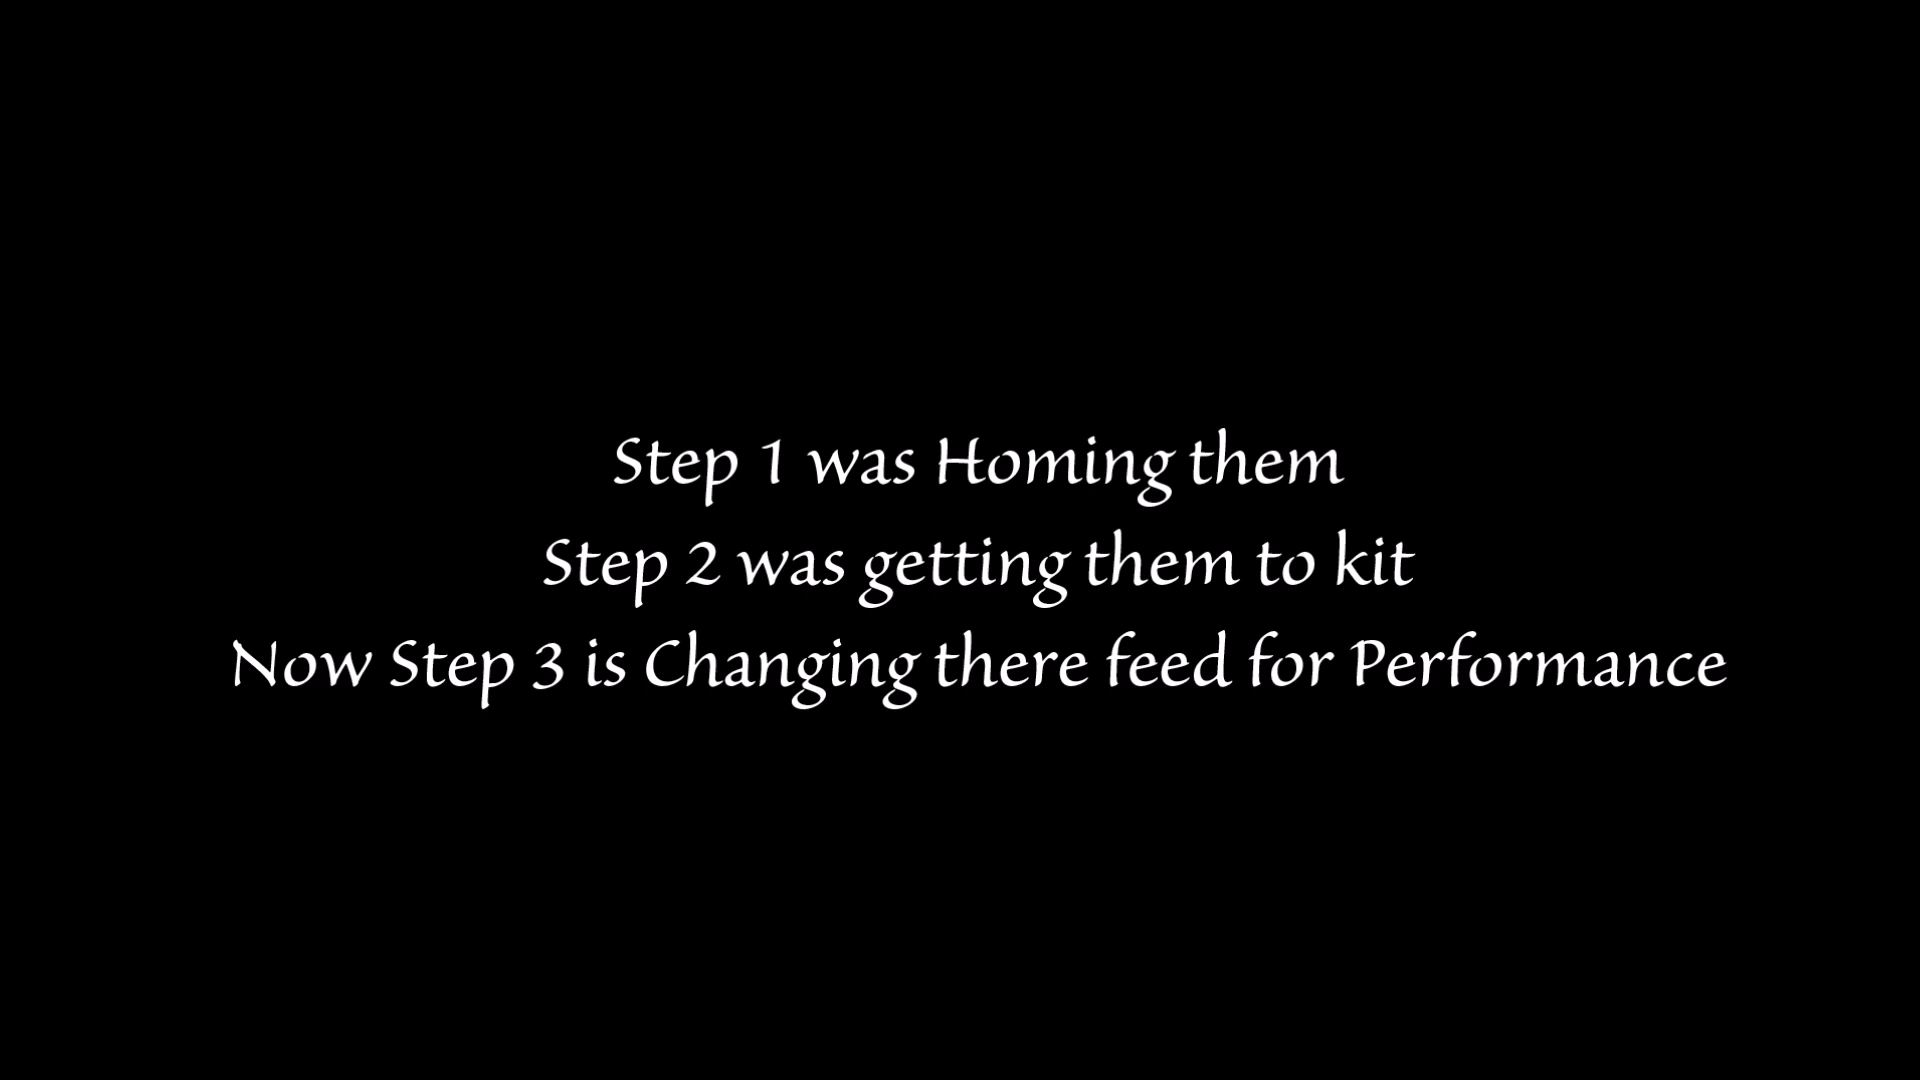 Step 1 was Homing them
Step 2 was getting them to kit
Now Step 3 is Changing there feed for Performance